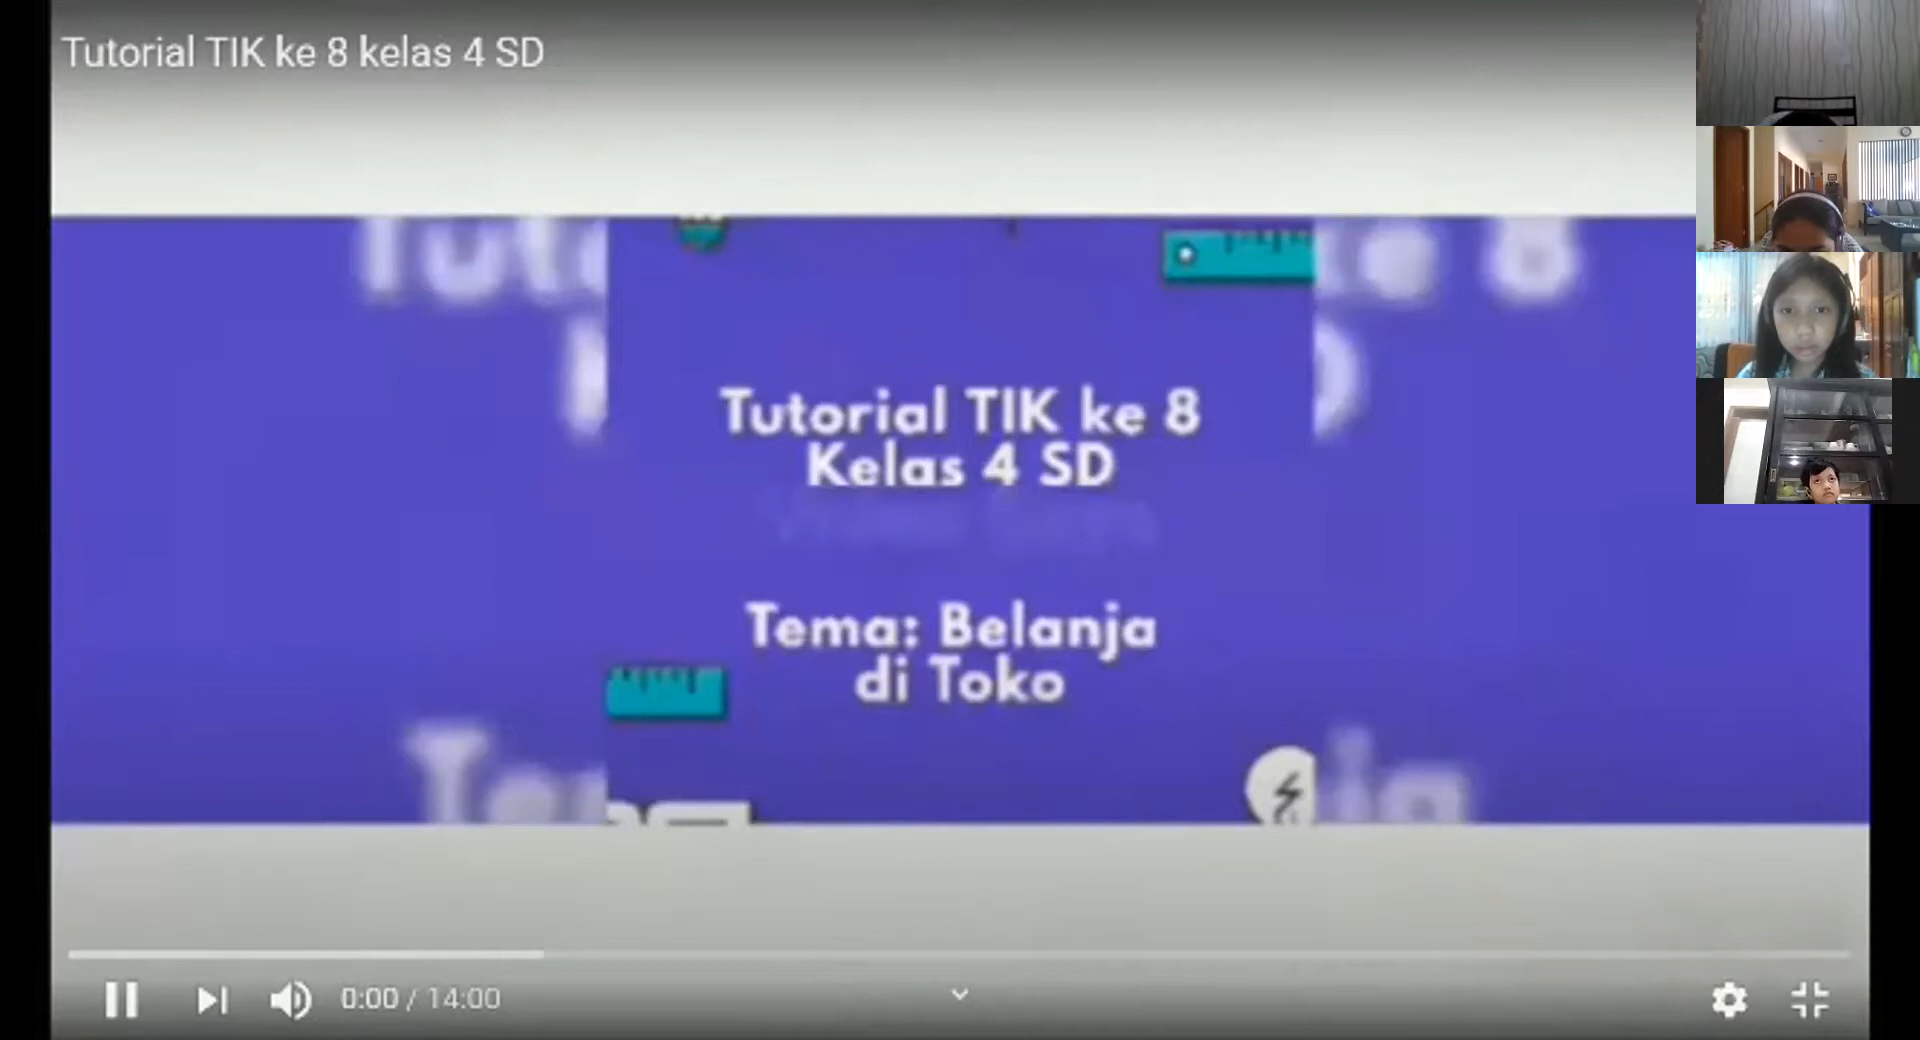 Tutorial TIK ke 8 kelas 4 SD
Tutorial TIK ke 8
Kelas 4 SD
Tema: Belanja
di Toko
0:00 / 14:00